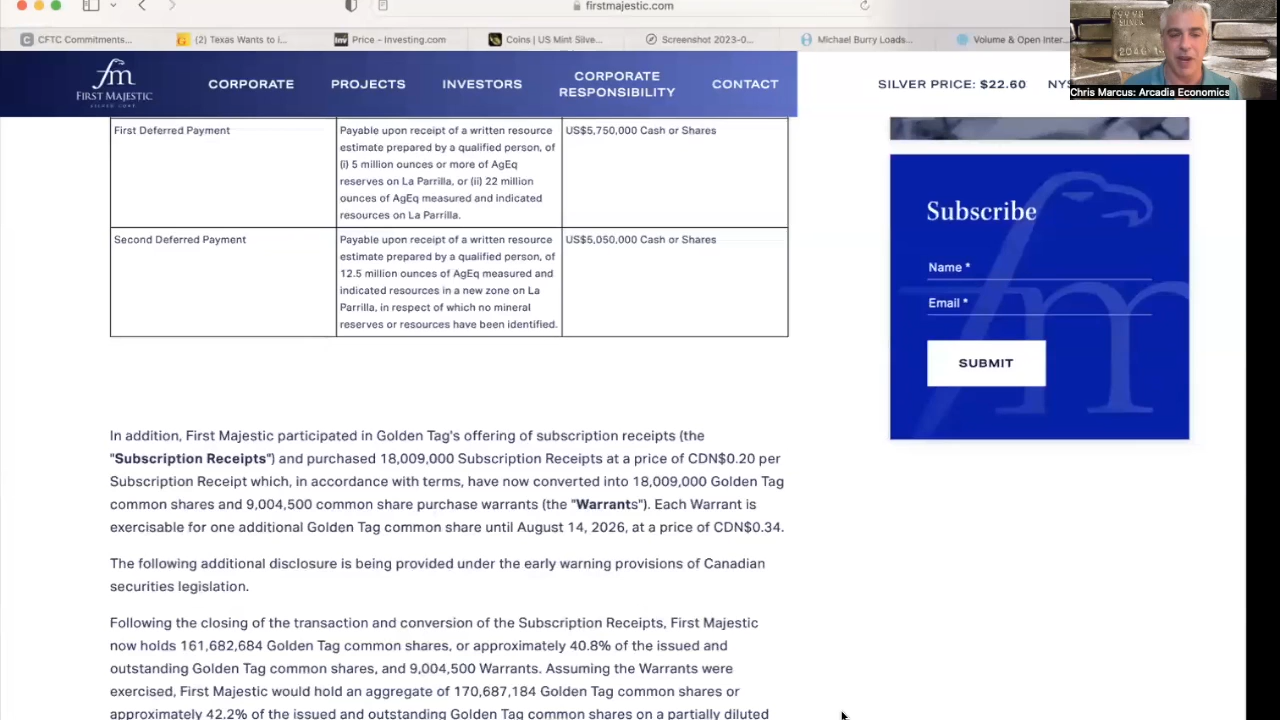 firstmajestic.com
CFTC Commitments...
(2) Texas Wants to i...
Inv
Price - Investing.com
Coins | US Mint Silve...
Screenshot 2023-0...
Michael Burry Loads...
Volume & Open Inter...
fm
FIRST MAJESTIC
SILVER CORP
CORPORATE
PROJECTS
INVESTORS
CORPORATE
RESPONSIBILITY
CONTACT
SILVER PRICE: $22.60
NYS
Chris Marcus: Arcadia Economics
First Deferred Payment
Payable upon receipt of a written resource
estimate prepared by a qualified person, of
(i) 5 million ounces or more of AgEq
reserves on La Parrilla, or (ii) 22 million
ounces of AgEq measured and indicated
resources on La Parrilla.
US$5,750,000 Cash or Shares
Second Deferred Payment
Payable upon receipt of a written resource
estimate prepared by a qualified person, of
12.5 million ounces of AgEq measured and
indicated resources in a new zone on La
Parrilla, in respect of which no mineral
reserves or resources have been identified.
US$5,050,000 Cash or Shares
Subscribe
Name *
Email *
SUBMIT
In addition, First Majestic participated in Golden Tag's offering of subscription receipts (the
"Subscription Receipts") and purchased 18,009,000 Subscription Receipts at a price of CDN$0.20 per
Subscription Receipt which, in accordance with terms, have now converted into 18,009,000 Golden Tag
common shares and 9,004,500 common share purchase warrants (the "Warrants"). Each Warrant is
exercisable for one additional Golden Tag common share until August 14, 2026, at a price of CDN$0.34.
The following additional disclosure is being provided under the early warning provisions of Canadian
securities legislation.
Following the closing of the transaction and conversion of the Subscription Receipts, First Majestic
now holds 161,682,684 Golden Tag common shares, or approximately 40.8% of the issued and
outstanding Golden Tag common shares, and 9,004,500 Warrants. Assuming the Warrants were
exercised, First Majestic would hold an aggregate of 170,687,184 Golden Tag common shares or
approximately 42.2% of the issued and outstanding Golden Tag common shares on a partially diluted